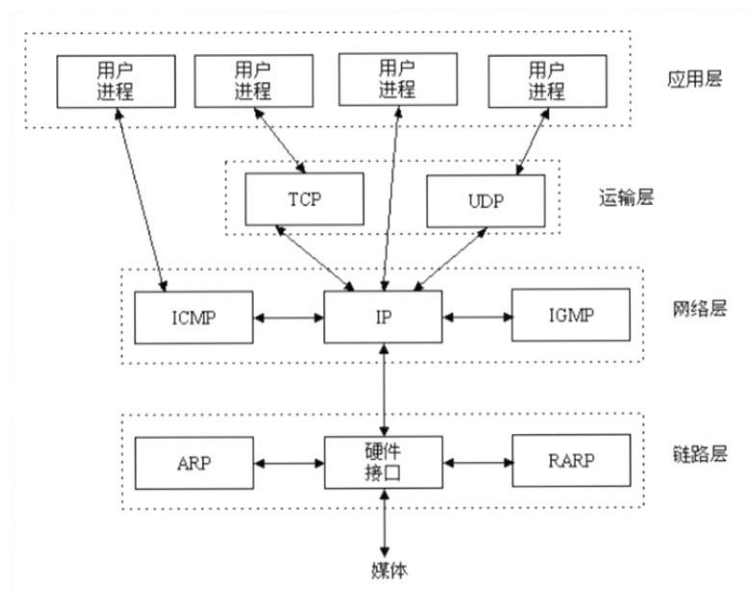 用户
进程
用户
进程
用户
进程
用户
进程
应用层
TCP
UDP
运输层
ICMP
IP
IGMP
网络层
ARP
硬件
接口
RARP
链路层
媒体